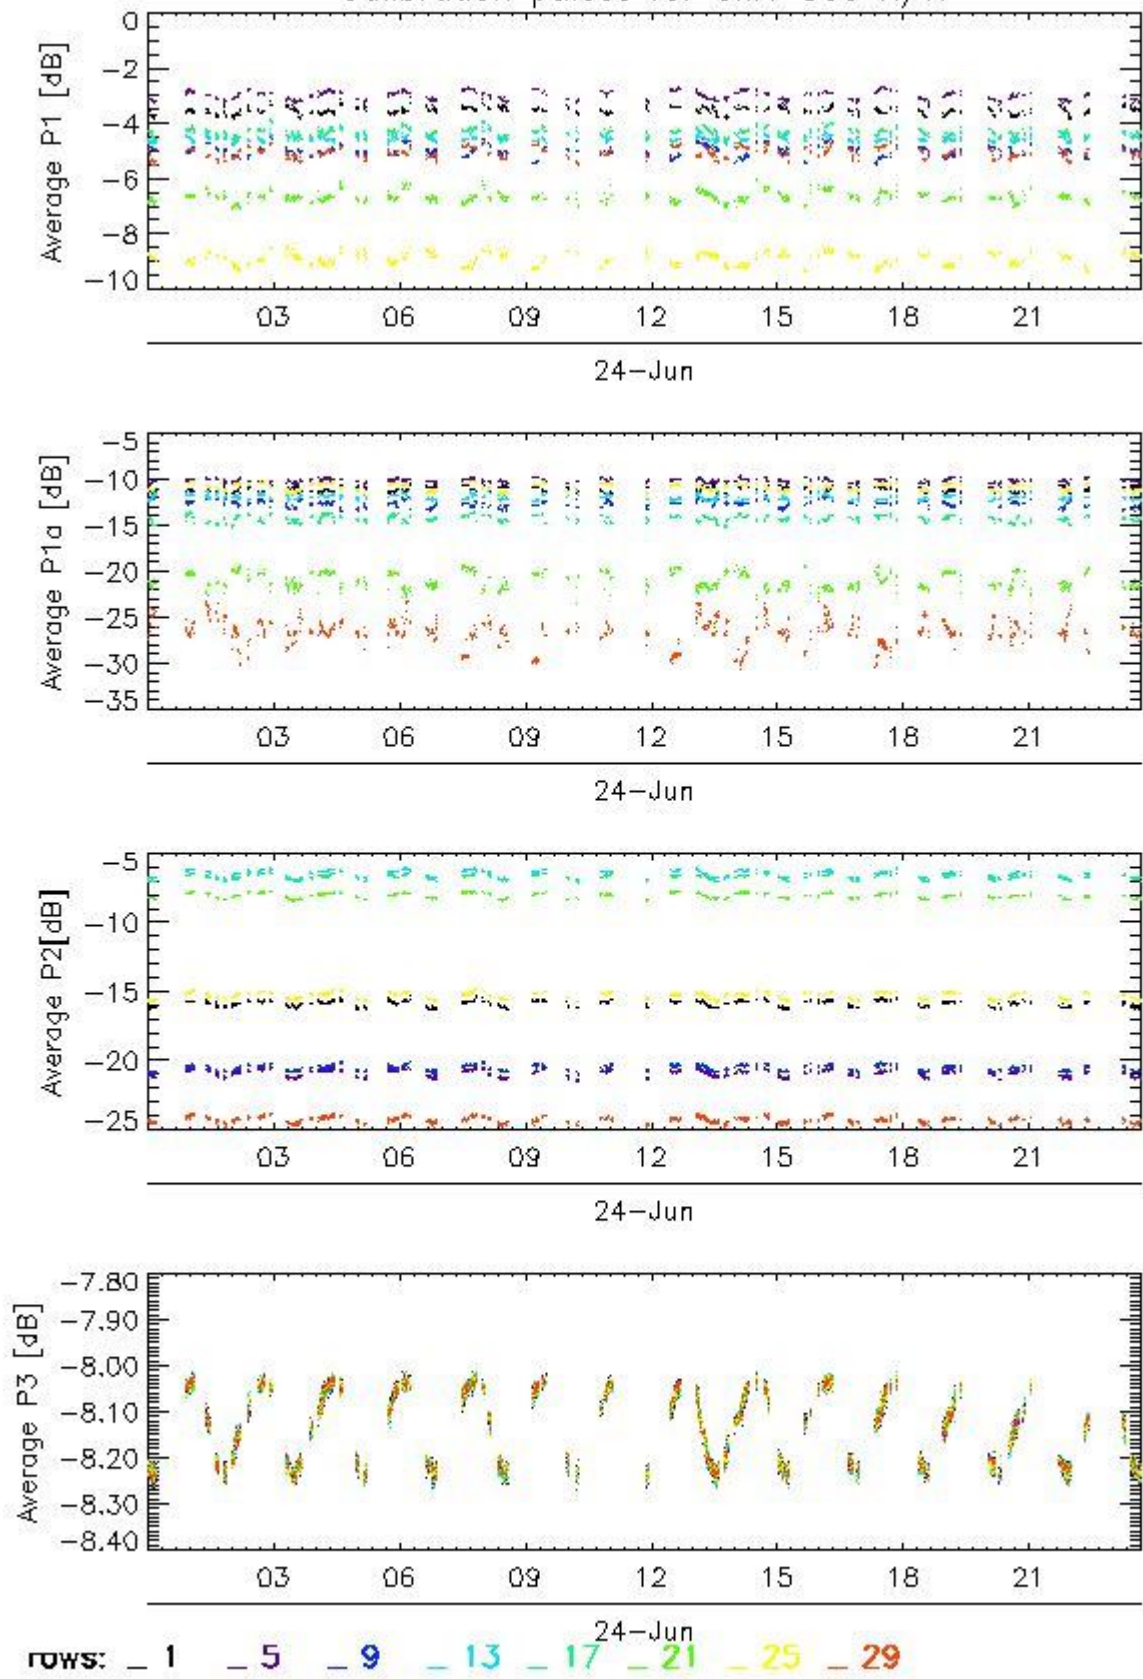 Average P1 [dB]
0
−2
−4
−6
−8
−10
03 06 09 12 15 18 21
24−Jun
Average P1a [dB]
−5
−10
−15
−20
−25
−30
−35
03 06 09 12 15 18 21
24−Jun
Average P2[dB]
−5
−10
−15
−20
−25
03 06 09 12 15 18 21
24−Jun
Average P3 [dB]
−7.80
−7.90
−8.00
−8.10
−8.20
−8.30
−8.40
03 06 09 12 15 18 21
24−Jun
rows: _ 1 _ 5 _ 9 _ 13 _ 17 _ 21 _ 25 _ 29